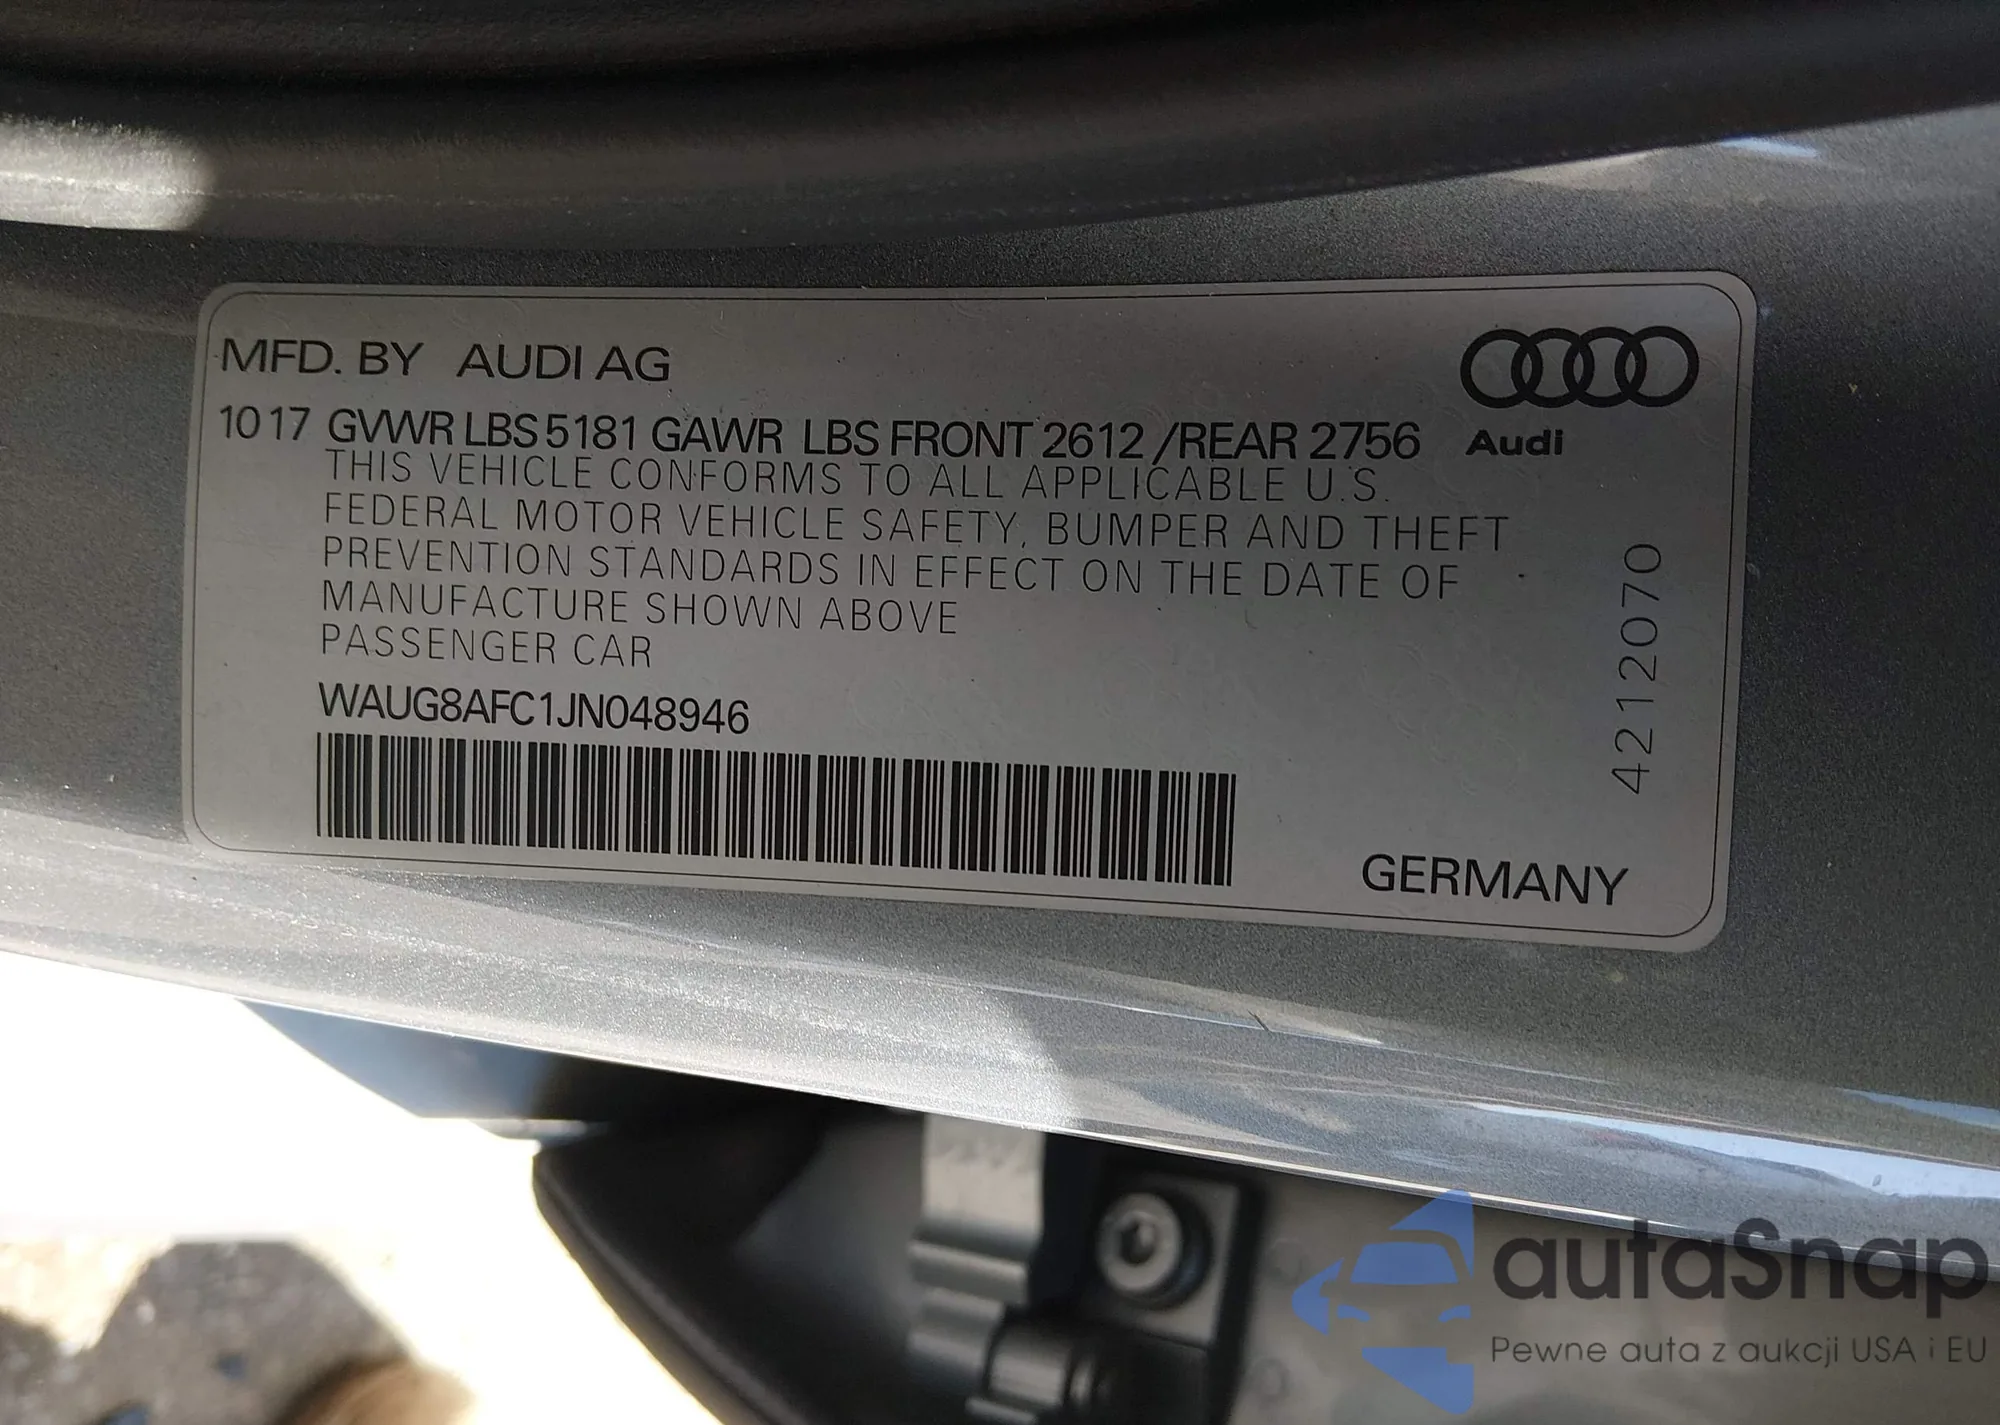 MFD. BY AUDI AG
10 17 GVWR LBS 5181 GAWR LBS FRONT 2612 /REAR 2756
Audi
THIS VEHICLE CONFORMS TO ALL APPLICABLE U.S.
FEDERAL MOTOR VEHICLE SAFETY, BUMPER AND THEFT
PREVENTION STANDARDS IN EFFECT ON THE DATE OF
MANUFACTURE SHOWN ABOVE
PASSENGER CAR
WAUG8AFC1JN048946
4212070
GERMANY
autaSnap
Pewne auta z aukcji USA i EU